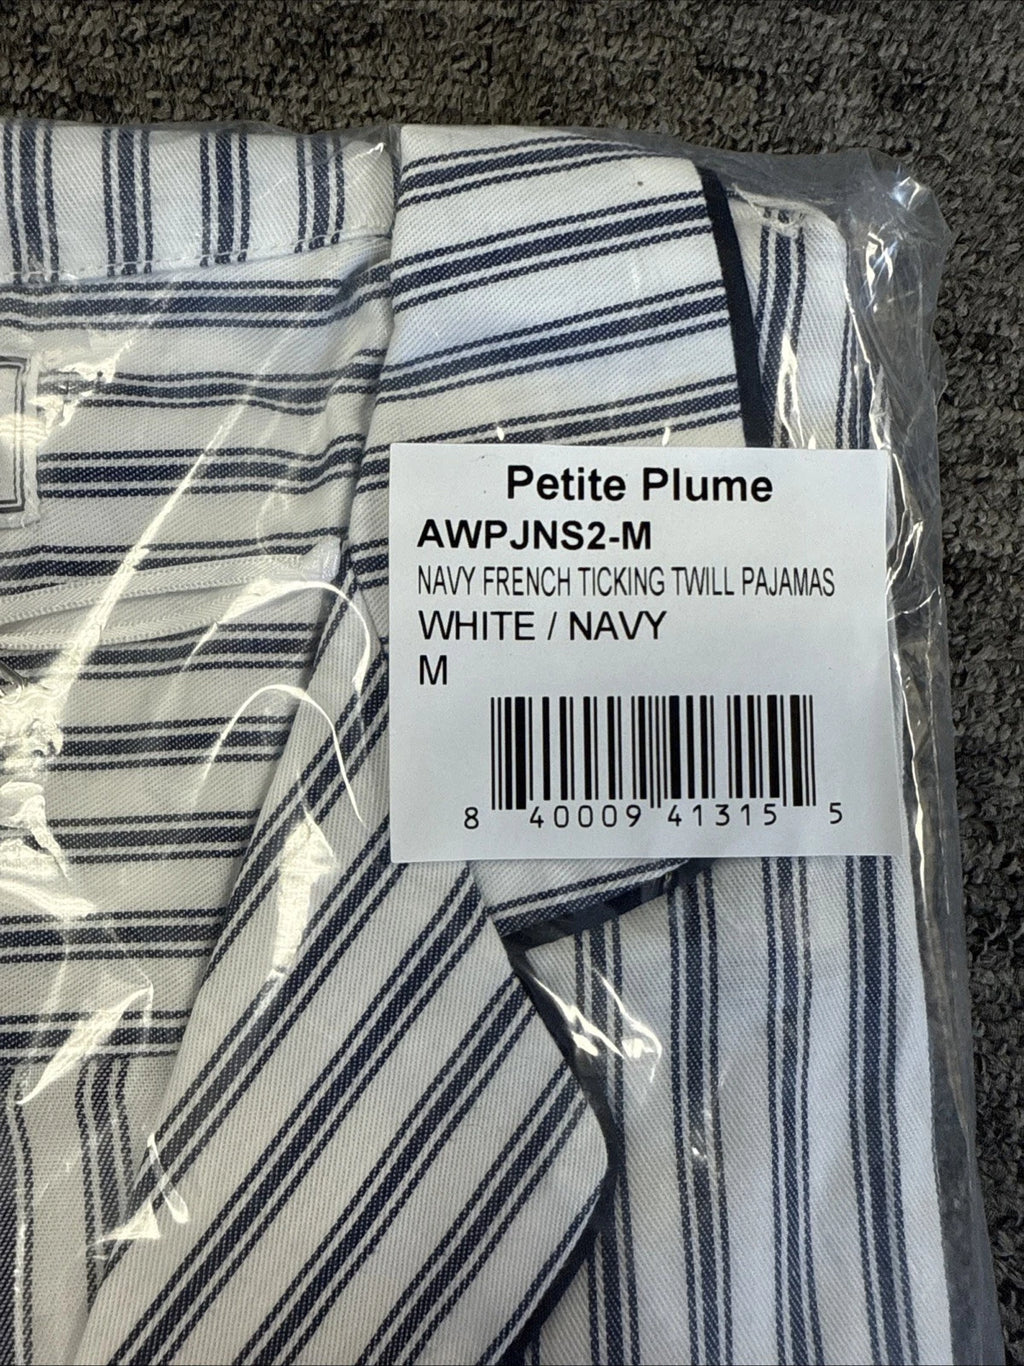 Petite Plume
AWPJNS2-M
NAVY FRENCH TICKING TWILL PAJAMAS
WHITE / NAVY
M
8 40009 41315 5